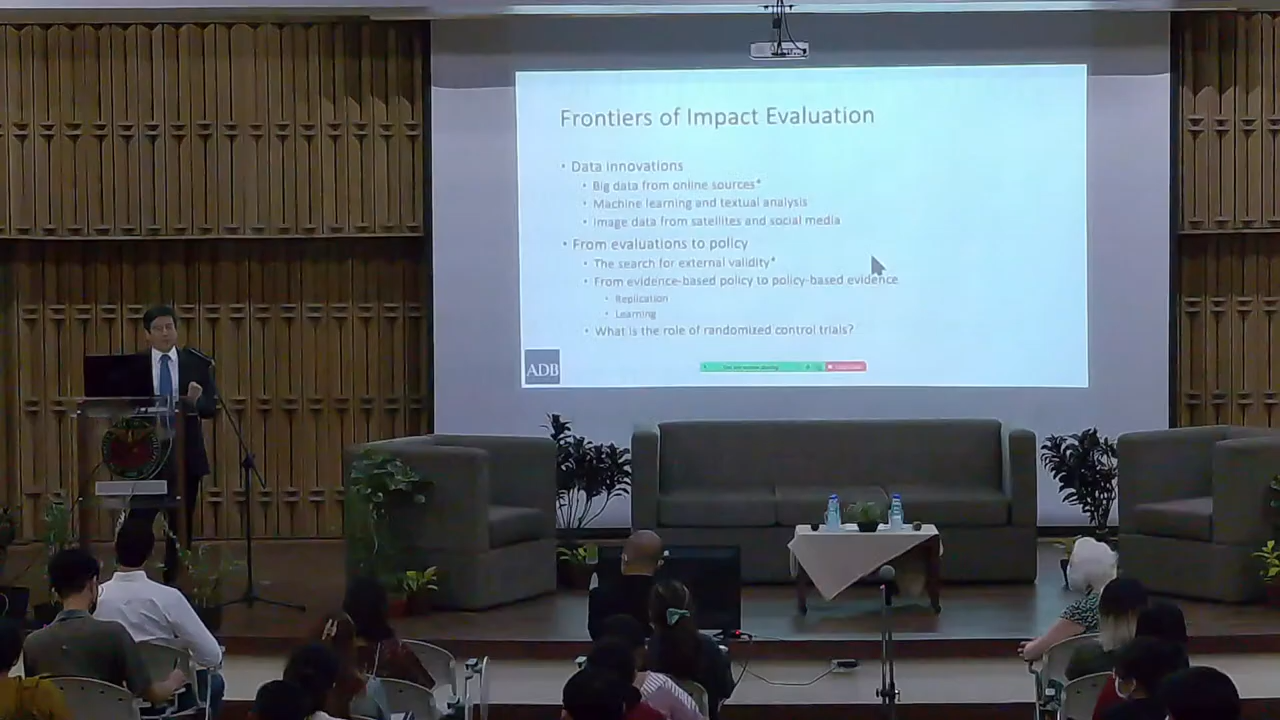 Frontiers of Impact Evaluation
• Data innovations
• Big data from online sources*
• Machine learning and textual analysis
• Image data from satellites and social media
• From evaluations to policy
• The search for external validity*
• From evidence-based policy to policy-based evidence
• Replication
• Learning
• What is the role of randomized control trials?
ADB